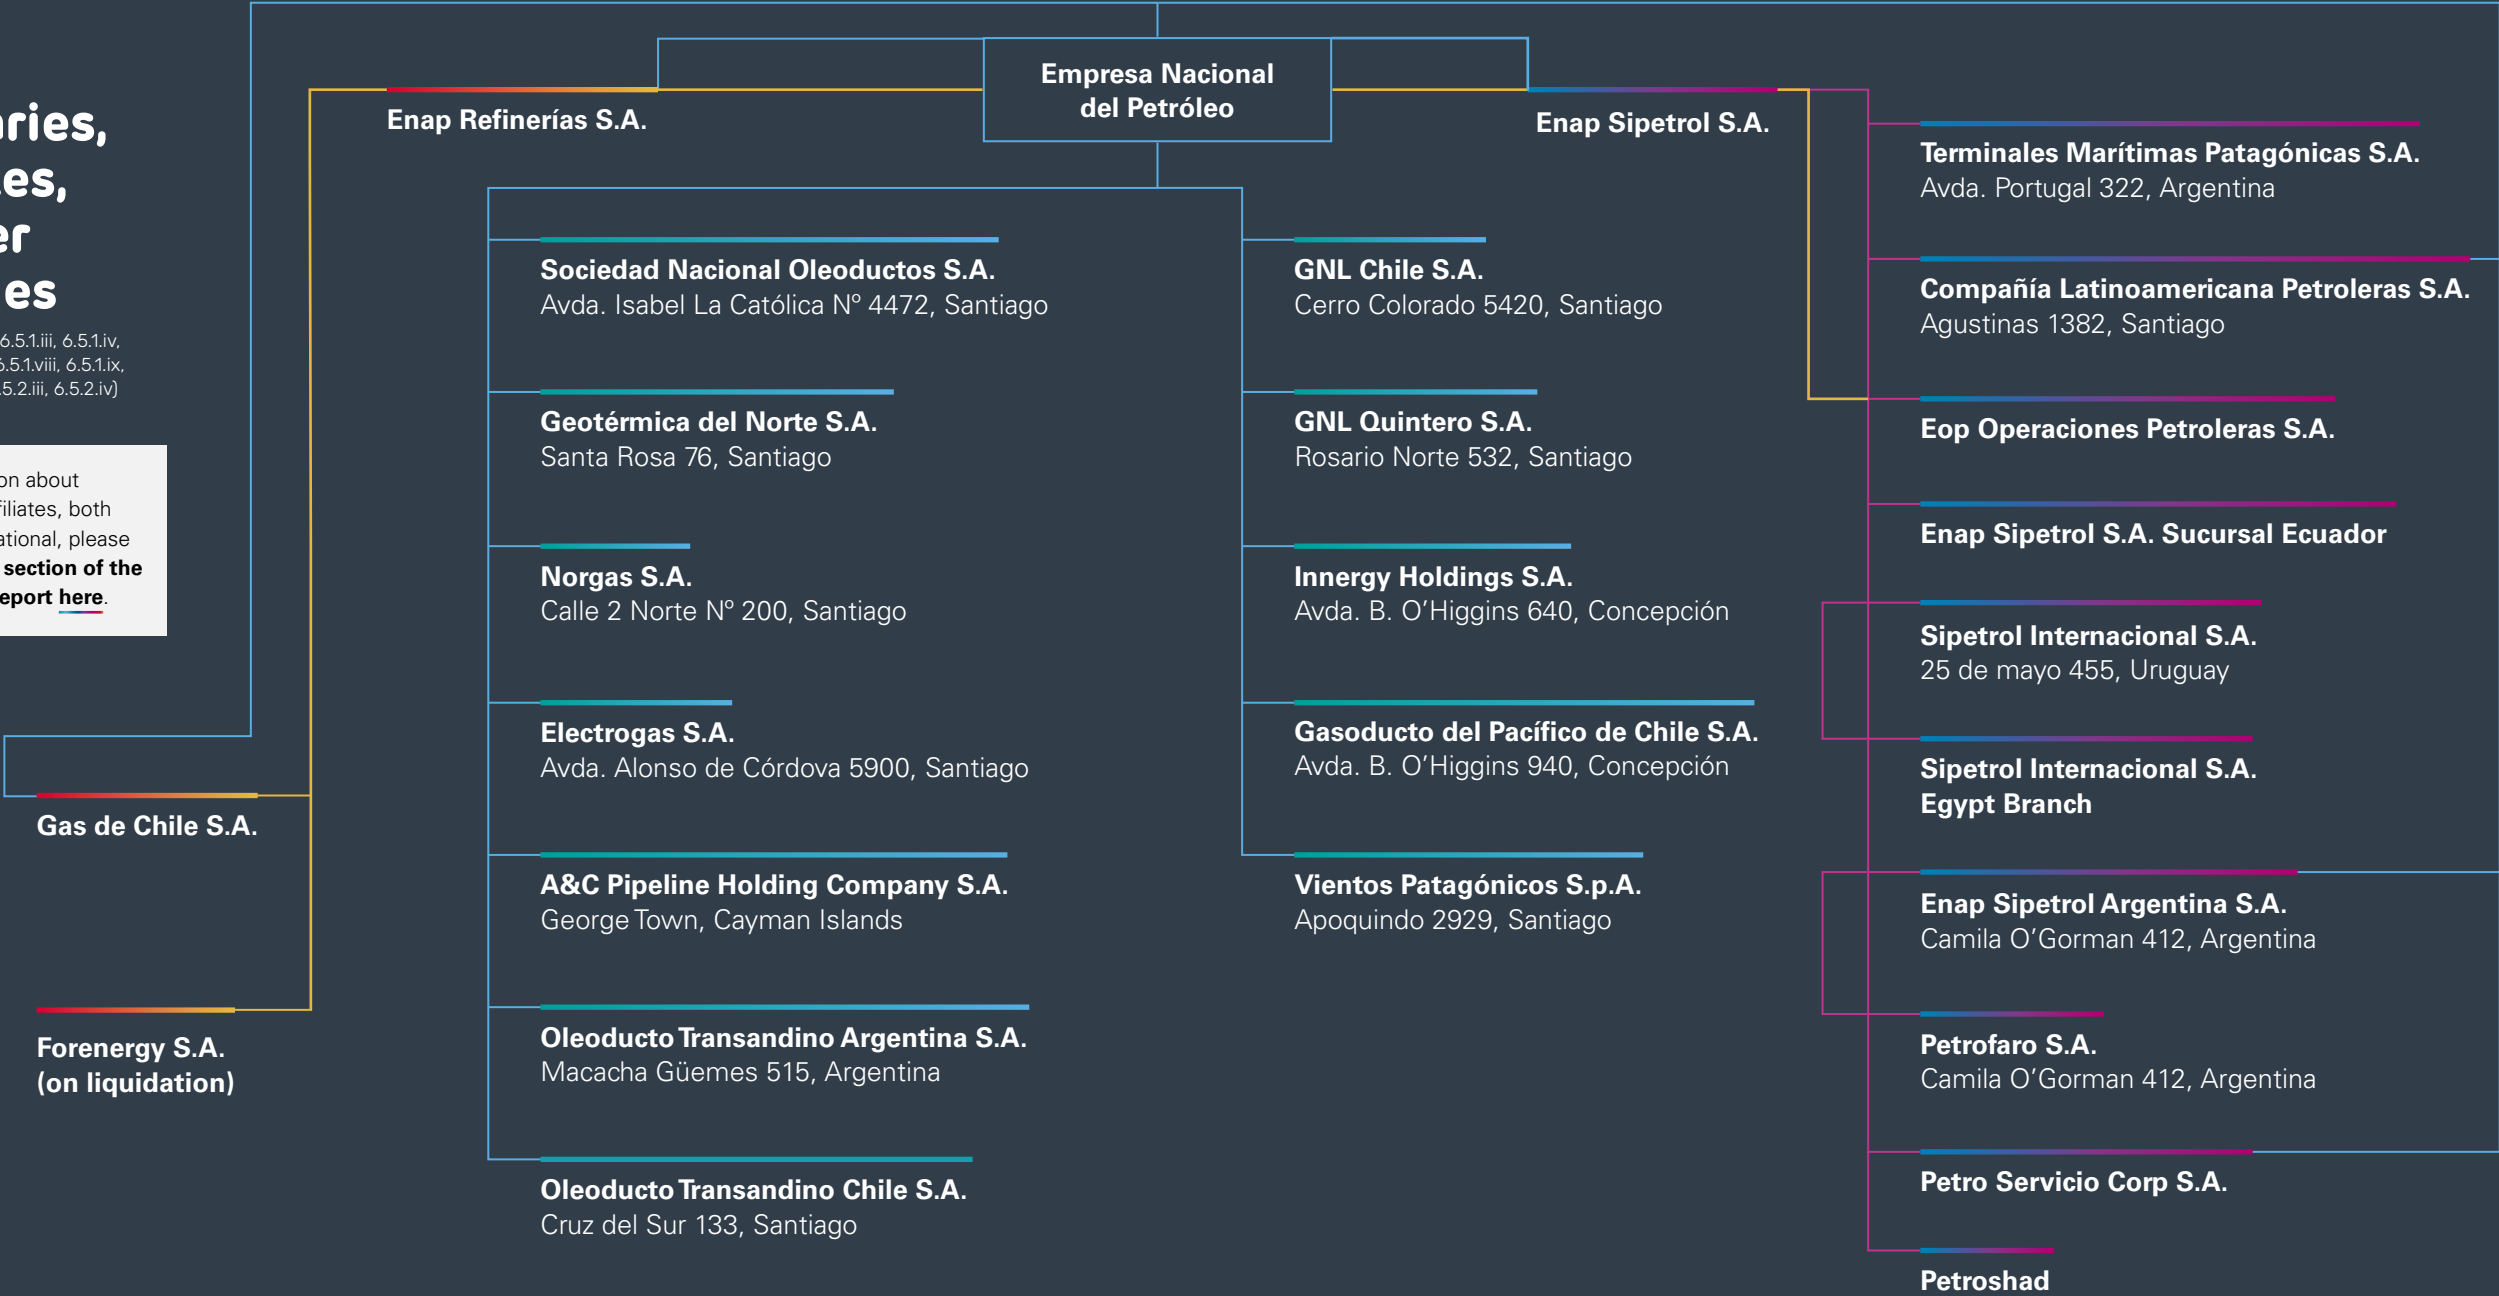 Empresa Nacional
del Petróleo
Enap Refinerías S.A.
Enap Sipetrol S.A.
ries,
es,
er
es
6.5.1.iii, 6.5.1.iv,
6.5.1.viii, 6.5.1.ix,
.5.2.iii, 6.5.2.iv)
on about
filiates, both
ational, please
section of the
eport here.
Gas de Chile S.A.
Forenergy S.A.
(on liquidation)
Sociedad Nacional Oleoductos S.A.
Avda. Isabel La Católica Nº 4472, Santiago
Geotérmica del Norte S.A.
Santa Rosa 76, Santiago
Norgas S.A.
Calle 2 Norte Nº 200, Santiago
Electrogas S.A.
Avda. Alonso de Córdova 5900, Santiago
A&C Pipeline Holding Company S.A.
George Town, Cayman Islands
Oleoducto Transandino Argentina S.A.
Macacha Güemes 515, Argentina
Oleoducto Transandino Chile S.A.
Cruz del Sur 133, Santiago
GNL Chile S.A.
Cerro Colorado 5420, Santiago
GNL Quintero S.A.
Rosario Norte 532, Santiago
Innergy Holdings S.A.
Avda. B. O’Higgins 640, Concepción
Gasoducto del Pacífico de Chile S.A.
Avda. B. O’Higgins 940, Concepción
Vientos Patagónicos S.p.A.
Apoquindo 2929, Santiago
Terminales Marítimas Patagónicas S.A.
Avda. Portugal 322, Argentina
Compañía Latinoamericana Petroleras S.A.
Agustinas 1382, Santiago
Eop Operaciones Petroleras S.A.
Enap Sipetrol S.A. Sucursal Ecuador
Sipetrol Internacional S.A.
25 de mayo 455, Uruguay
Sipetrol Internacional S.A.
Egypt Branch
Enap Sipetrol Argentina S.A.
Camila O’Gorman 412, Argentina
Petrofaro S.A.
Camila O’Gorman 412, Argentina
Petro Servicio Corp S.A.
Petroshad